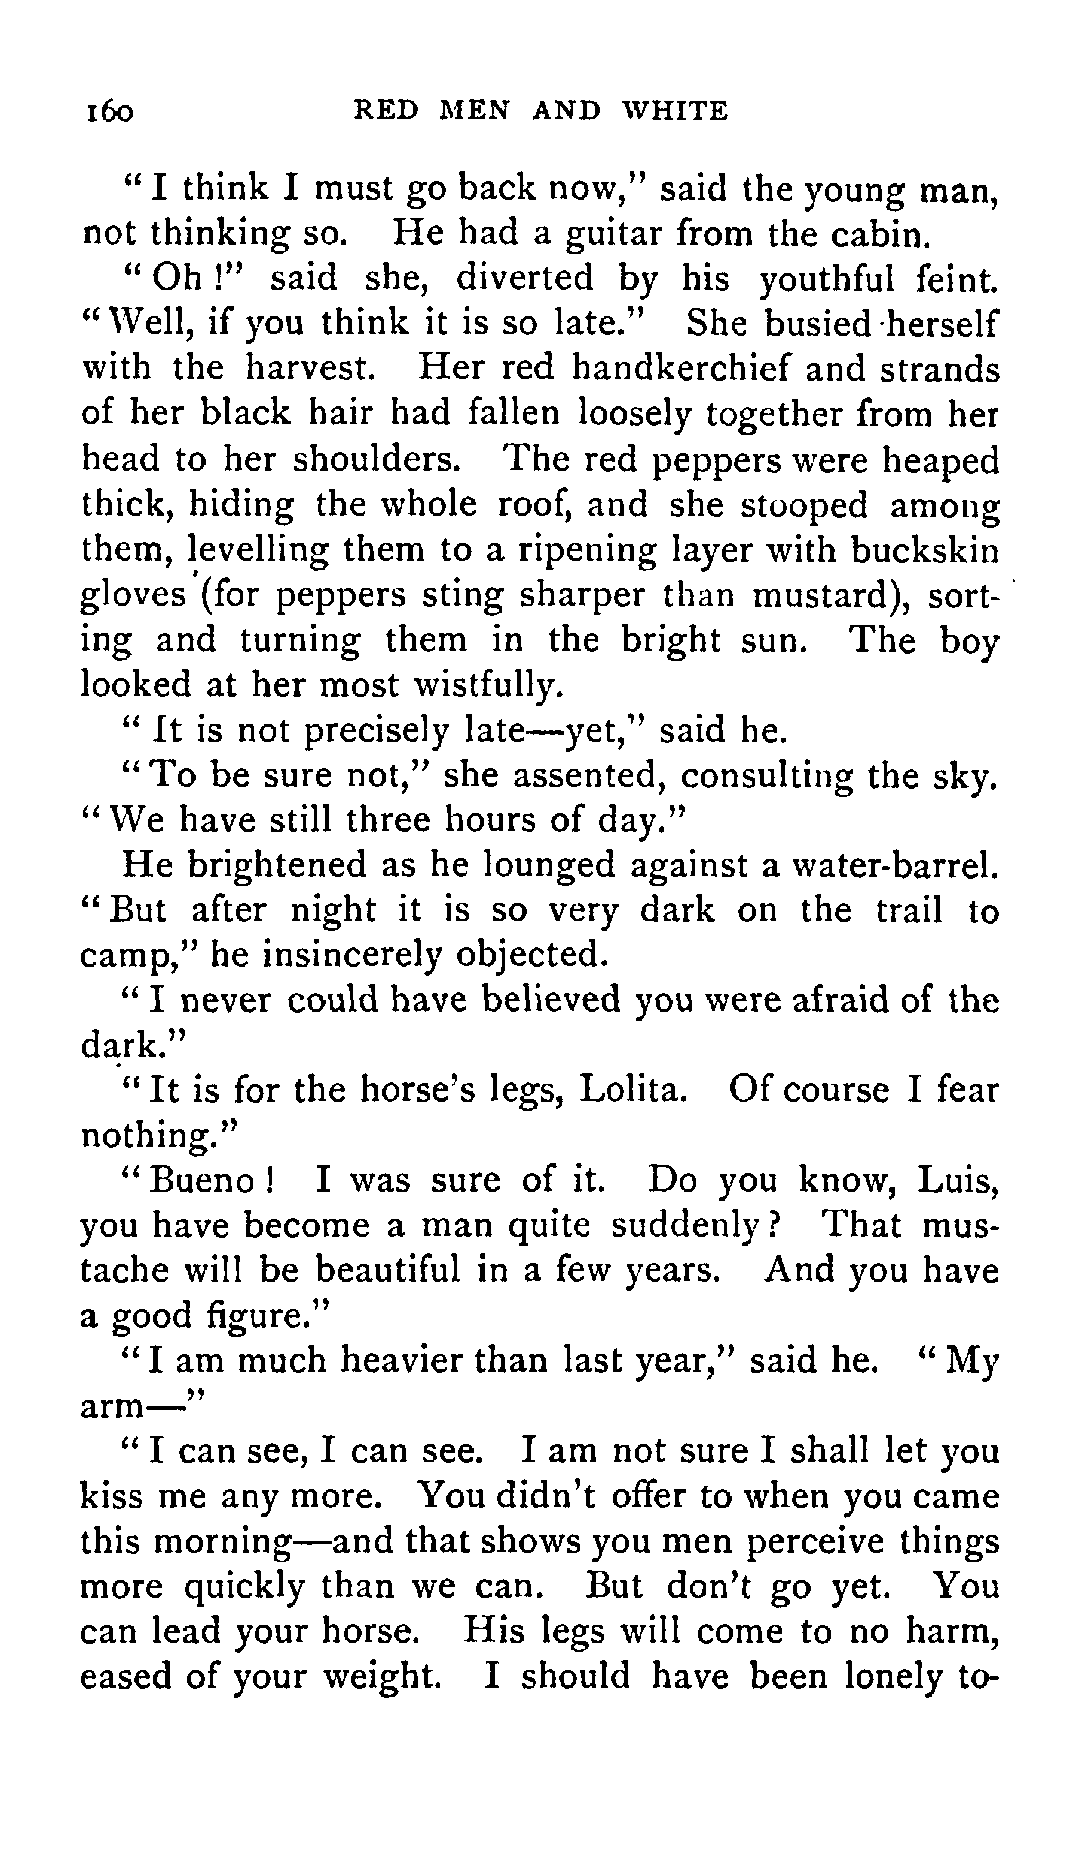 160 RED MEN AND WHITE
“ I think I must go back now,” said the young man,
not thinking so. He had a guitar from the cabin.
“ Oh !” said she, diverted by his youthful feint.
“ Well, if you think it is so late.” She busied herself
with the harvest. Her red handkerchief and strands
of her black hair had fallen loosely together from her
head to her shoulders. The red peppers were heaped
thick, hiding the whole roof, and she stooped among
them, levelling them to a ripening layer with buckskin
gloves (for peppers sting sharper than mustard), sort-
ing and turning them in the bright sun. The boy
looked at her most wistfully.
“ It is not precisely late—yet,” said he.
“ To be sure not,” she assented, consulting the sky.
“ We have still three hours of day.”
He brightened as he lounged against a water-barrel.
“ But after night it is so very dark on the trail to
camp,” he insincerely objected.
“ I never could have believed you were afraid of the
dark.”
“ It is for the horse’s legs, Lolita. Of course I fear
nothing.”
“ Bueno ! I was sure of it. Do you know, Luis,
you have become a man quite suddenly ? That mus-
tache will be beautiful in a few years. And you have
a good figure.”
“ I am much heavier than last year,” said he. “ My
arm—”
“ I can see, I can see. I am not sure I shall let you
kiss me any more. You didn’t offer to when you came
this morning—and that shows you men perceive things
more quickly than we can. But don’t go yet. You
can lead your horse. His legs will come to no harm,
eased of your weight. I should have been lonely to-